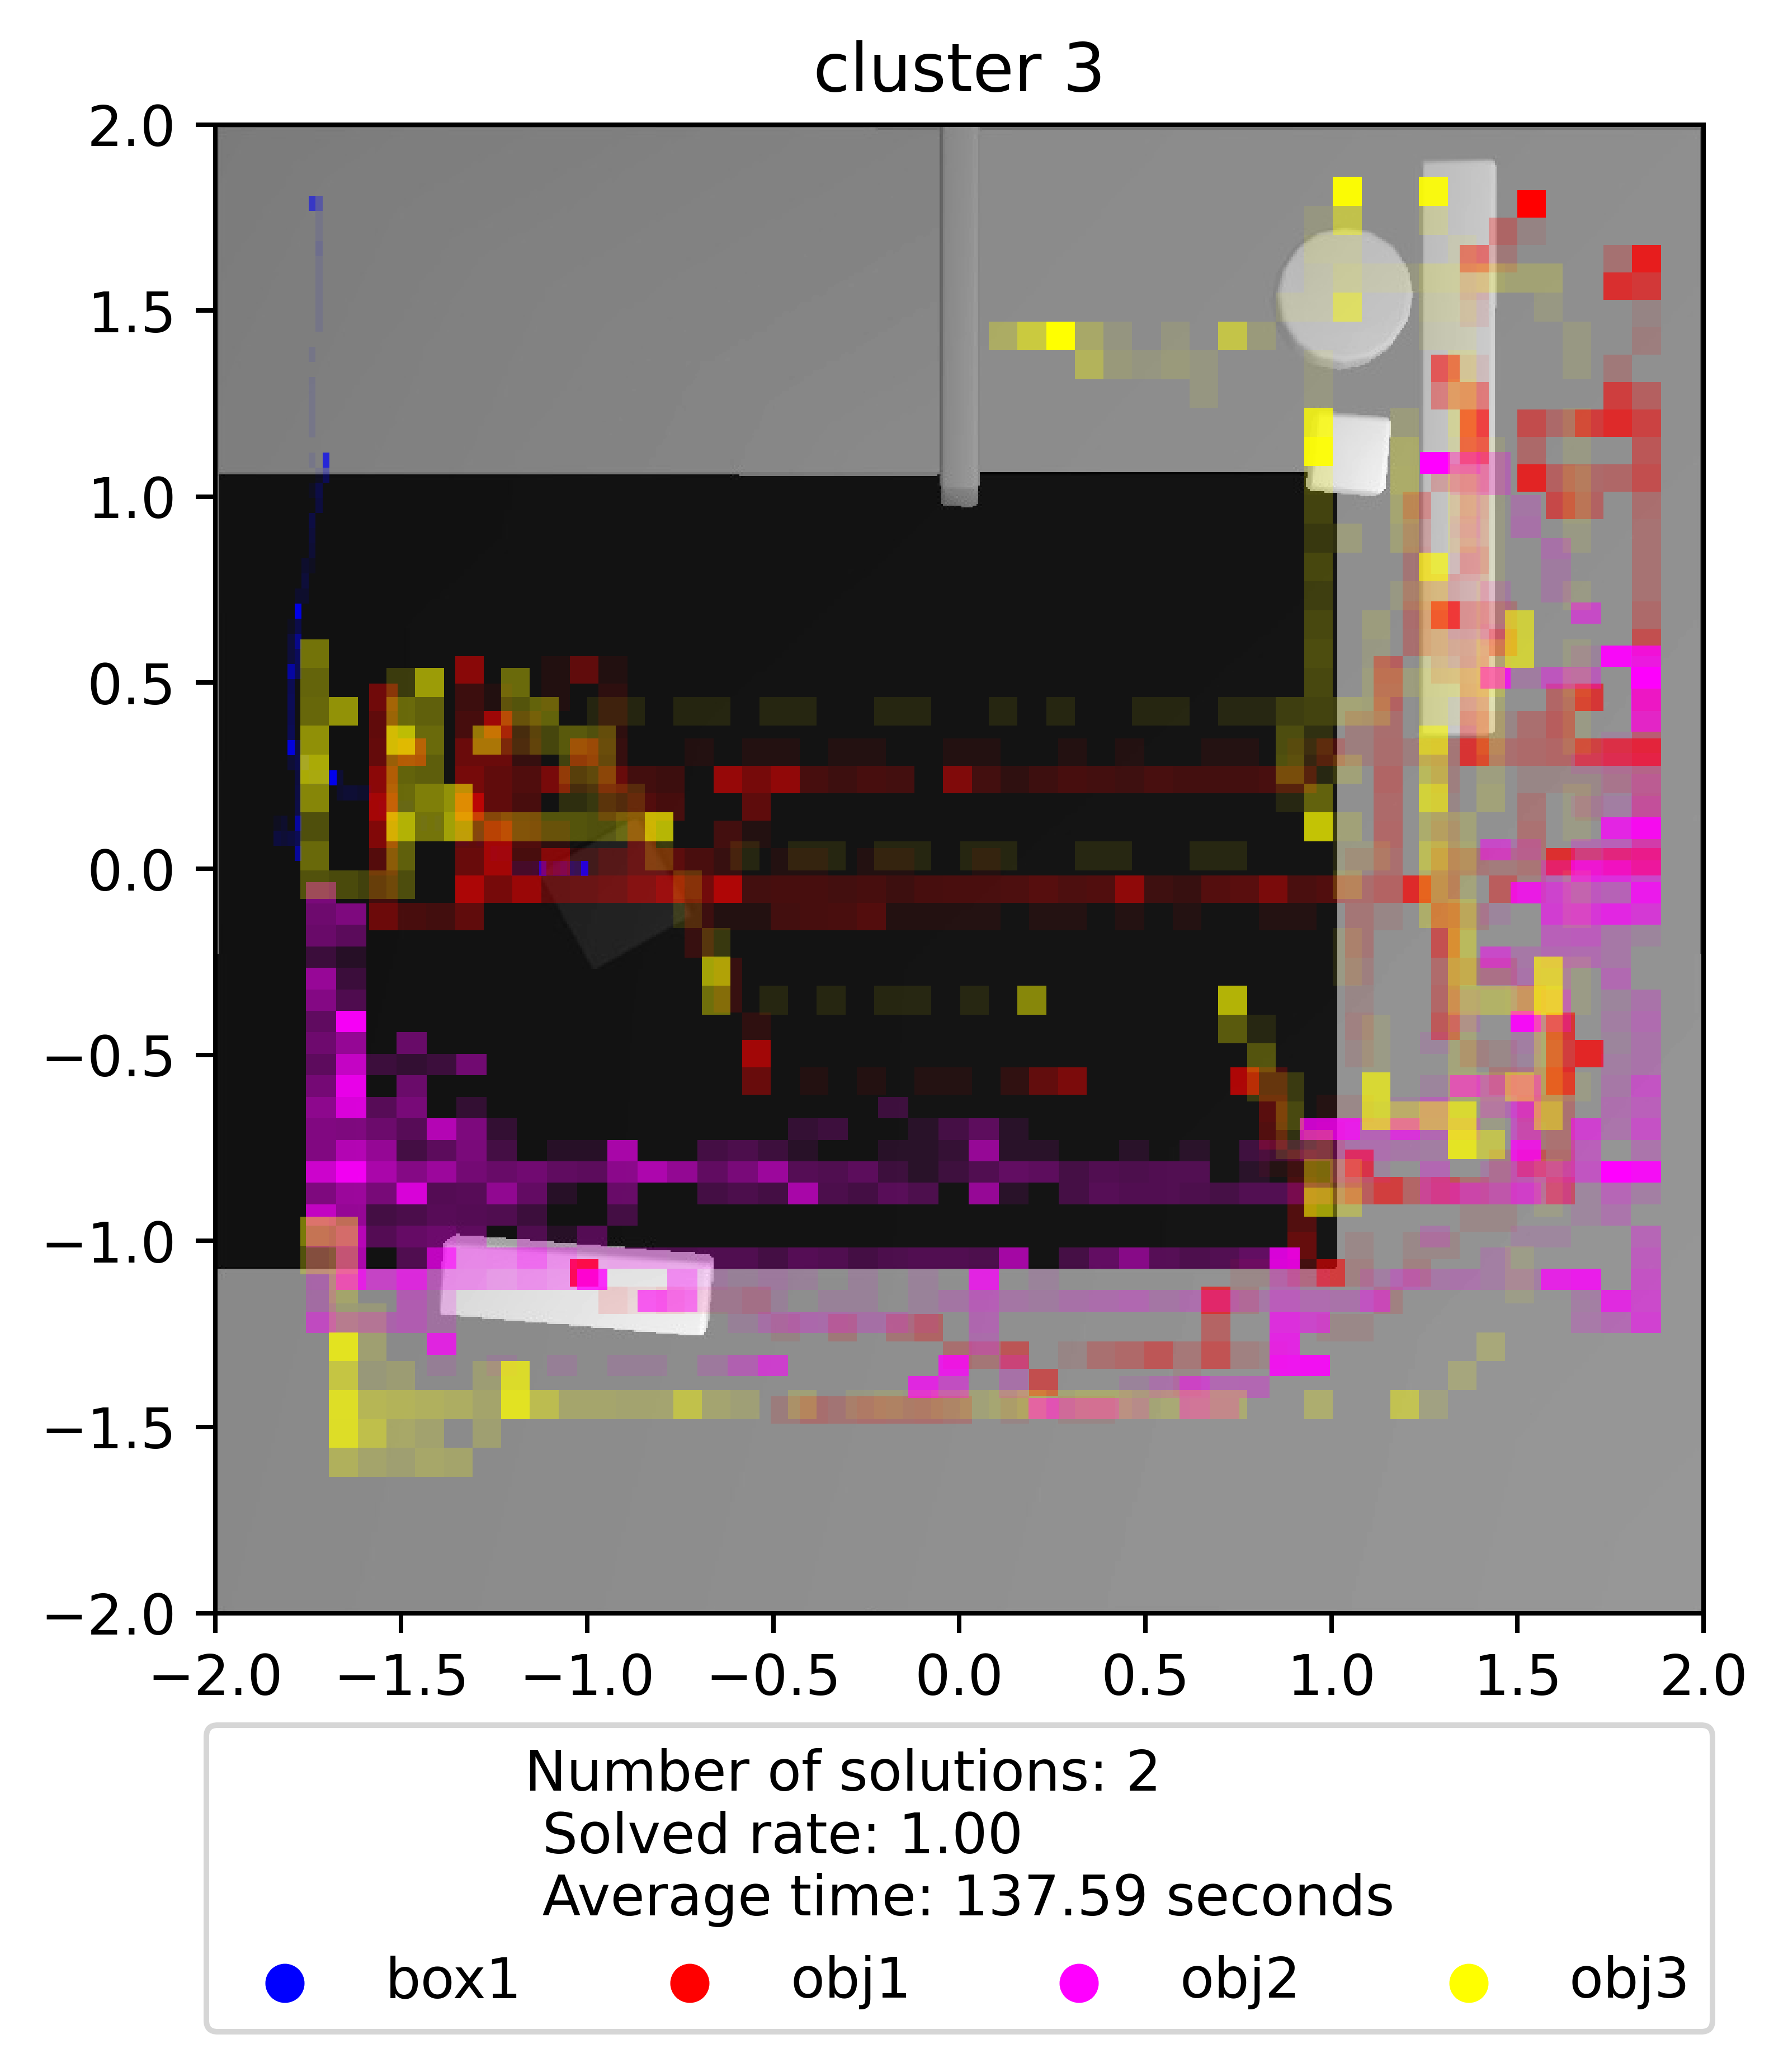 cluster 3
2.0
1.5
1.0
0.5
0.0
−0.5
−1.0
−1.5
−2.0
−2.0 −1.5 −1.0 −0.5 0.0 0.5 1.0 1.5 2.0
Number of solutions: 2
Solved rate: 1.00
Average time: 137.59 seconds
box1 obj1 obj2 obj3